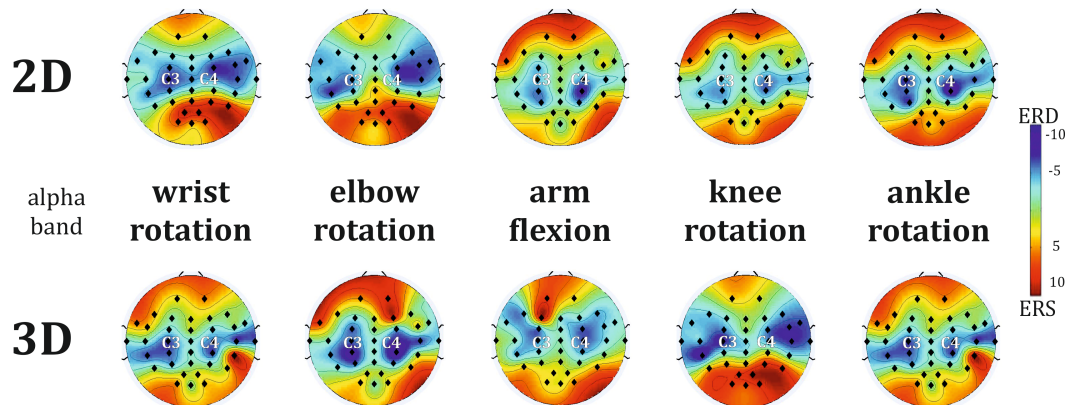 2D
C3 C4
C3 C4
C3 C4
C3 C4
C3 C4
ERD
-10
-5
5
10
ERS
alpha
band
wrist
rotation
elbow
rotation
arm
flexion
knee
rotation
ankle
rotation
3D
C3 C4
C3 C4
C3 C4
C3 C4
C3 C4